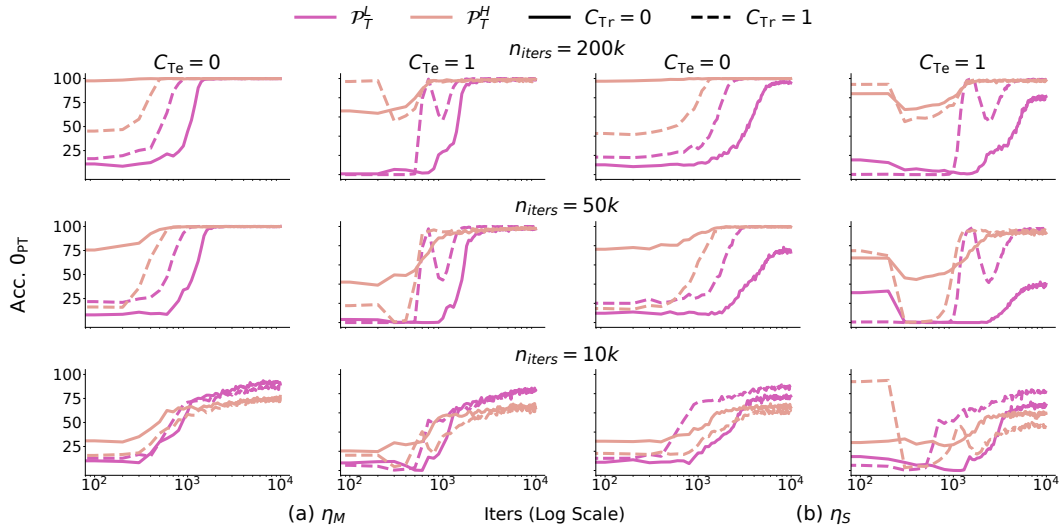 𝒫_T^L 𝒫_T^H C_Tr = 0 C_Tr = 1
n_iters = 200k
C_Te = 0 C_Te = 1 C_Te = 0 C_Te = 1
100
75
50
25
n_iters = 50k
100
75
50
25
Acc. 0_PT
n_iters = 10k
100
75
50
25
10^2 10^3 10^4 10^2 10^3 10^4 10^2 10^3 10^4 10^2 10^3 10^4
(a) η_M Iters (Log Scale) (b) η_S